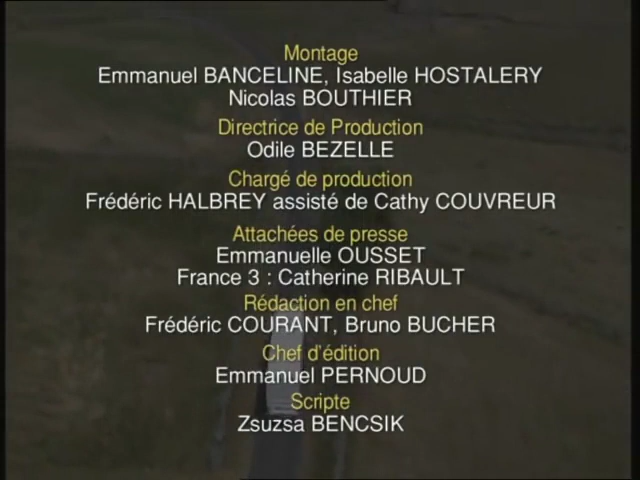 Montage
Emmanuel BANCELINE, Isabelle HOSTALERY
Nicolas BOUTHIER
Directrice de Production
Odile BEZELLE
Chargé de production
Frédéric HALBREY assisté de Cathy COUVREUR
Attachées de presse
Emmanuelle OUSSET
France 3 : Catherine RIBAULT
Rédaction en chef
Frédéric COURANT, Bruno BUCHER
Chef d'édition
Emmanuel PERNOUD
Scripte
Zsuzsa BENCSIK